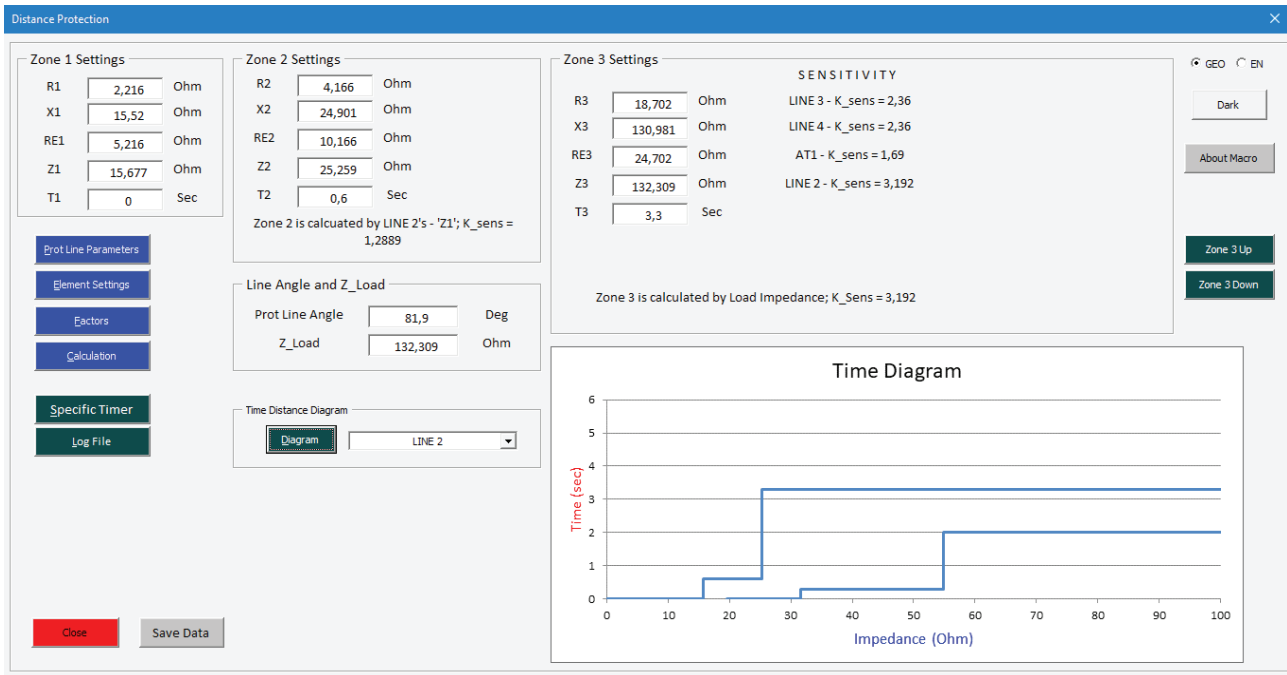 Distance Protection
×
Zone 1 Settings
R1 2,216 Ohm
X1 15,52 Ohm
RE1 5,216 Ohm
Z1 15,677 Ohm
T1 0 Sec
Prot Line Parameters
Element Settings
Factors
Calculation
Specific Timer
Log File
Close
Save Data
Zone 2 Settings
R2 4,166 Ohm
X2 24,901 Ohm
RE2 10,166 Ohm
Z2 25,259 Ohm
T2 0,6 Sec
Zone 2 is calcuated by LINE 2's - 'Z1'; K_sens =
1,2889
Line Angle and Z_Load
Prot Line Angle 81,9 Deg
Z_Load 132,309 Ohm
Time Distance Diagram
Diagram LINE 2
Zone 3 Settings
SENSITIVITY
R3 18,702 Ohm LINE 3 - K_sens = 2,36
X3 130,981 Ohm LINE 4 - K_sens = 2,36
RE3 24,702 Ohm AT1 - K_sens = 1,69
Z3 132,309 Ohm LINE 2 - K_sens = 3,192
T3 3,3 Sec
Zone 3 is calculated by Load Impedance; K_Sens = 3,192
GEO EN
Dark
About Macro
Zone 3 Up
Zone 3 Down
Time Diagram
Time (sec)
6
5
4
3
2
1
0
0 10 20 30 40 50 60 70 80 90 100
Impedance (Ohm)